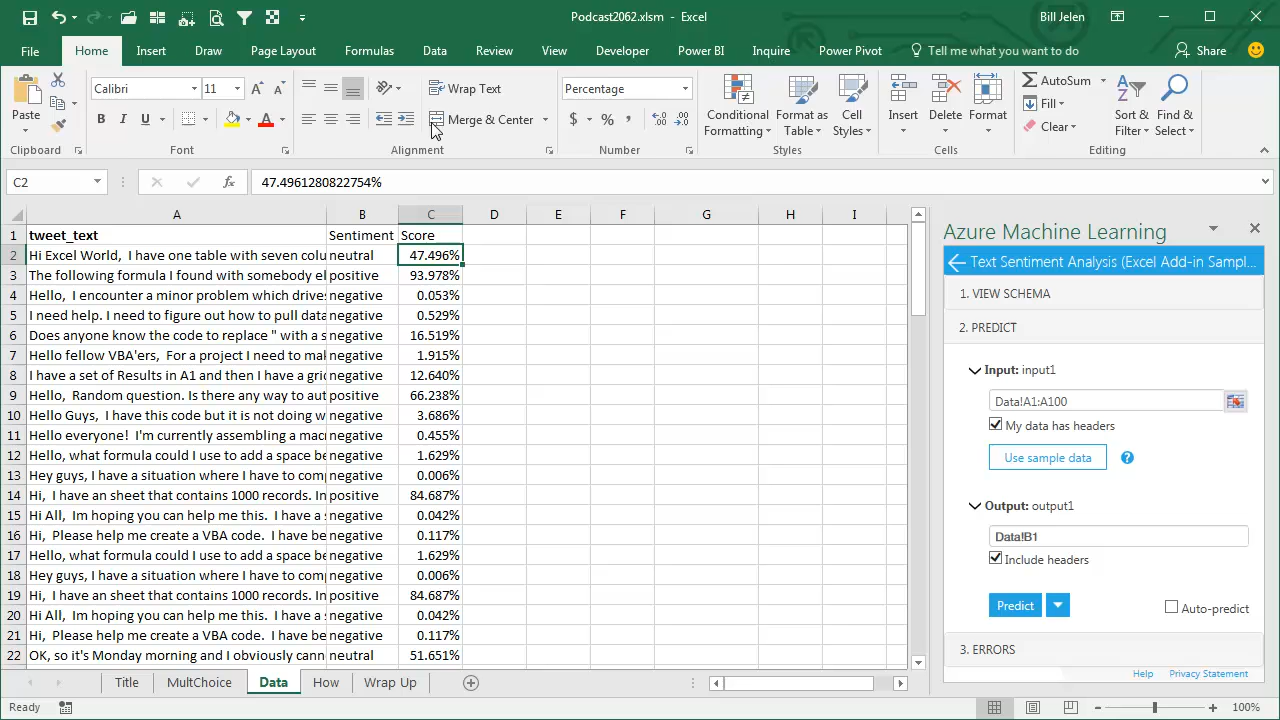 Podcast2062.xlsm - Excel
Bill Jelen
File Home Insert Draw Page Layout Formulas Data Review View Developer Power BI Inquire Power Pivot Tell me what you want to do Share
Paste
Clipboard
Calibri 11
B I U
Font
Wrap Text
Merge & Center
Alignment
Percentage
$ % ,
Number
Conditional Formatting
Format as Table
Cell Styles
Styles
Insert Delete Format
Cells
AutoSum
Fill
Clear
Sort & Filter
Find & Select
Editing
C2 fx 47.4961280822754%
A B C D E F G H I
1 tweet_text Sentiment Score
2 Hi Excel World, I have one table with seven colu neutral 47.496%
3 The following formula I found with somebody el positive 93.978%
4 Hello, I encounter a minor problem which drives negative 0.053%
5 I need help. I need to figure out how to pull data negative 0.529%
6 Does anyone know the code to replace " with a s negative 16.519%
7 Hello fellow VBA'ers, For a project I need to mak negative 1.915%
8 I have a set of Results in A1 and then I have a grid negative 12.640%
9 Hello, Random question. Is there any way to aut positive 66.238%
10 Hello Guys, I have this code but it is not doing w negative 3.686%
11 Hello everyone! I'm currently assembling a mac negative 0.455%
12 Hello, what formula could I use to add a space be negative 1.629%
13 Hey guys, I have a situation where I have to com negative 0.006%
14 Hi, I have an sheet that contains 1000 records. In positive 84.687%
15 Hi All, Im hoping you can help me this. I have a s negative 0.042%
16 Hi, Please help me create a VBA code. I have be negative 0.117%
17 Hello, what formula could I use to add a space be negative 1.629%
18 Hey guys, I have a situation where I have to com negative 0.006%
19 Hi, I have an sheet that contains 1000 records. In positive 84.687%
20 Hi All, Im hoping you can help me this. I have a s negative 0.042%
21 Hi, Please help me create a VBA code. I have be negative 0.117%
22 OK, so it's Monday morning and I obviously cann neutral 51.651%
Azure Machine Learning
Text Sentiment Analysis (Excel Add-in Sampl...
1. VIEW SCHEMA
2. PREDICT
Input: input1
Data!A1:A100
My data has headers
Use sample data ?
Output: output1
Data!B1
Include headers
Predict
Auto-predict
3. ERRORS
Help Privacy Statement
Title MultChoice Data How Wrap Up
Ready
100%